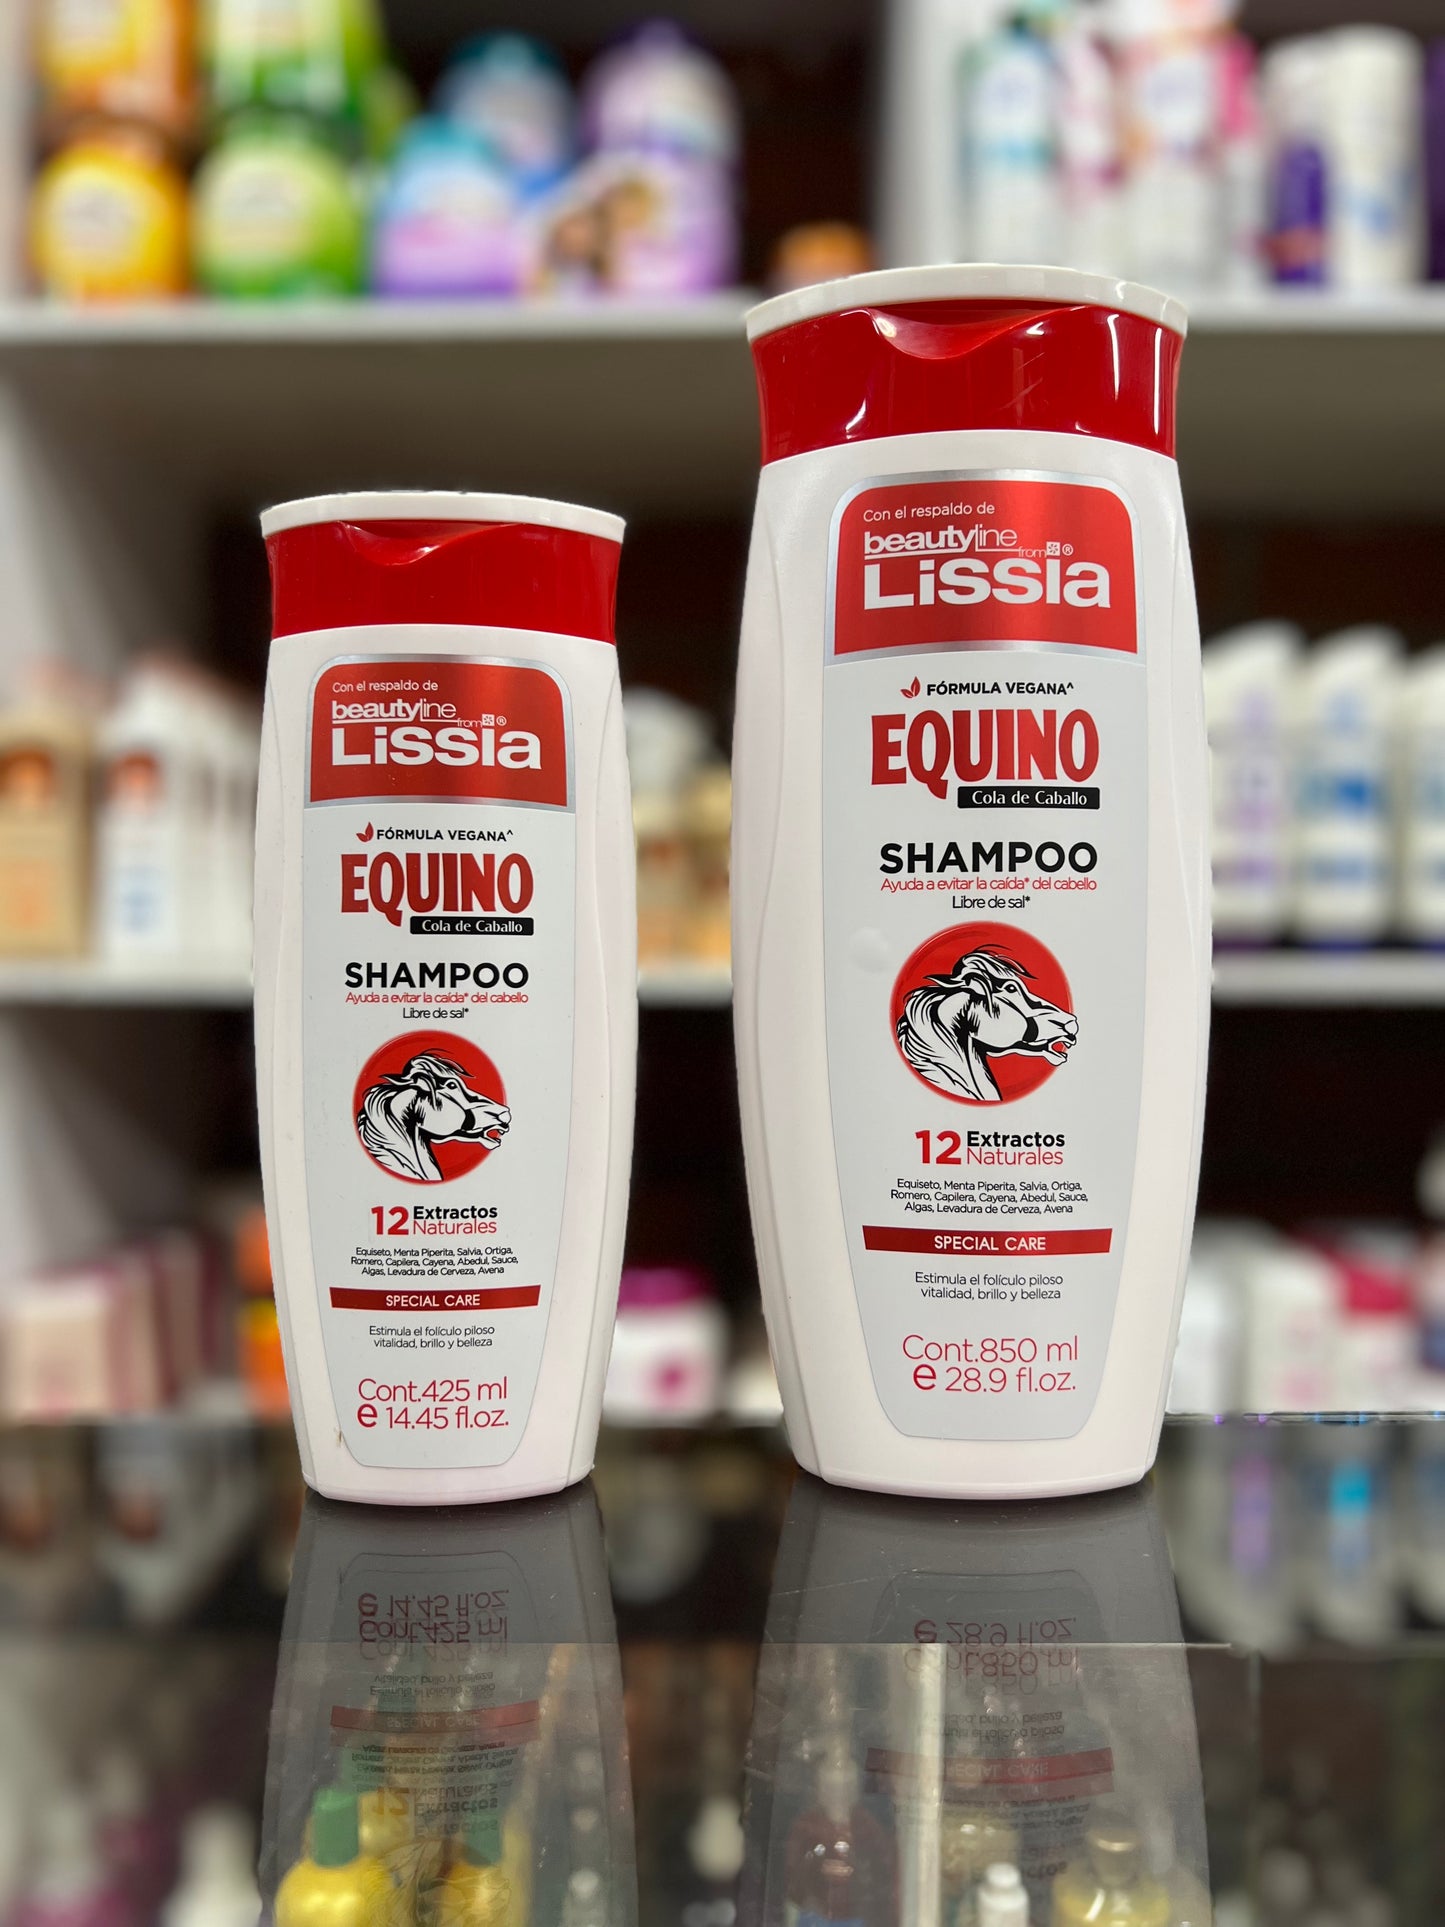 Con el respaldo de
beautyline
from ®
Lissia
FÓRMULA VEGANA^
EQUINO
Cola de Caballo
SHAMPOO
Ayuda a evitar la caída* del cabello
Libre de sal*
12 Extractos
Naturales
Equiseto, Menta Piperita, Salvia, Ortiga,
Romero, Capilera, Cayena, Abedul, Sauce,
Algas, Levadura de Cerveza, Avena
SPECIAL CARE
Estimula el folículo piloso
vitalidad, brillo y belleza
Cont.425 ml
e 14.45 fl.oz.
Con el respaldo de
beautyline
from ®
Lissia
FÓRMULA VEGANA^
EQUINO
Cola de Caballo
SHAMPOO
Ayuda a evitar la caída* del cabello
Libre de sal*
12 Extractos
Naturales
Equiseto, Menta Piperita, Salvia, Ortiga,
Romero, Capilera, Cayena, Abedul, Sauce,
Algas, Levadura de Cerveza, Avena
SPECIAL CARE
Estimula el folículo piloso
vitalidad, brillo y belleza
Cont.850 ml
e 28.9 fl.oz.